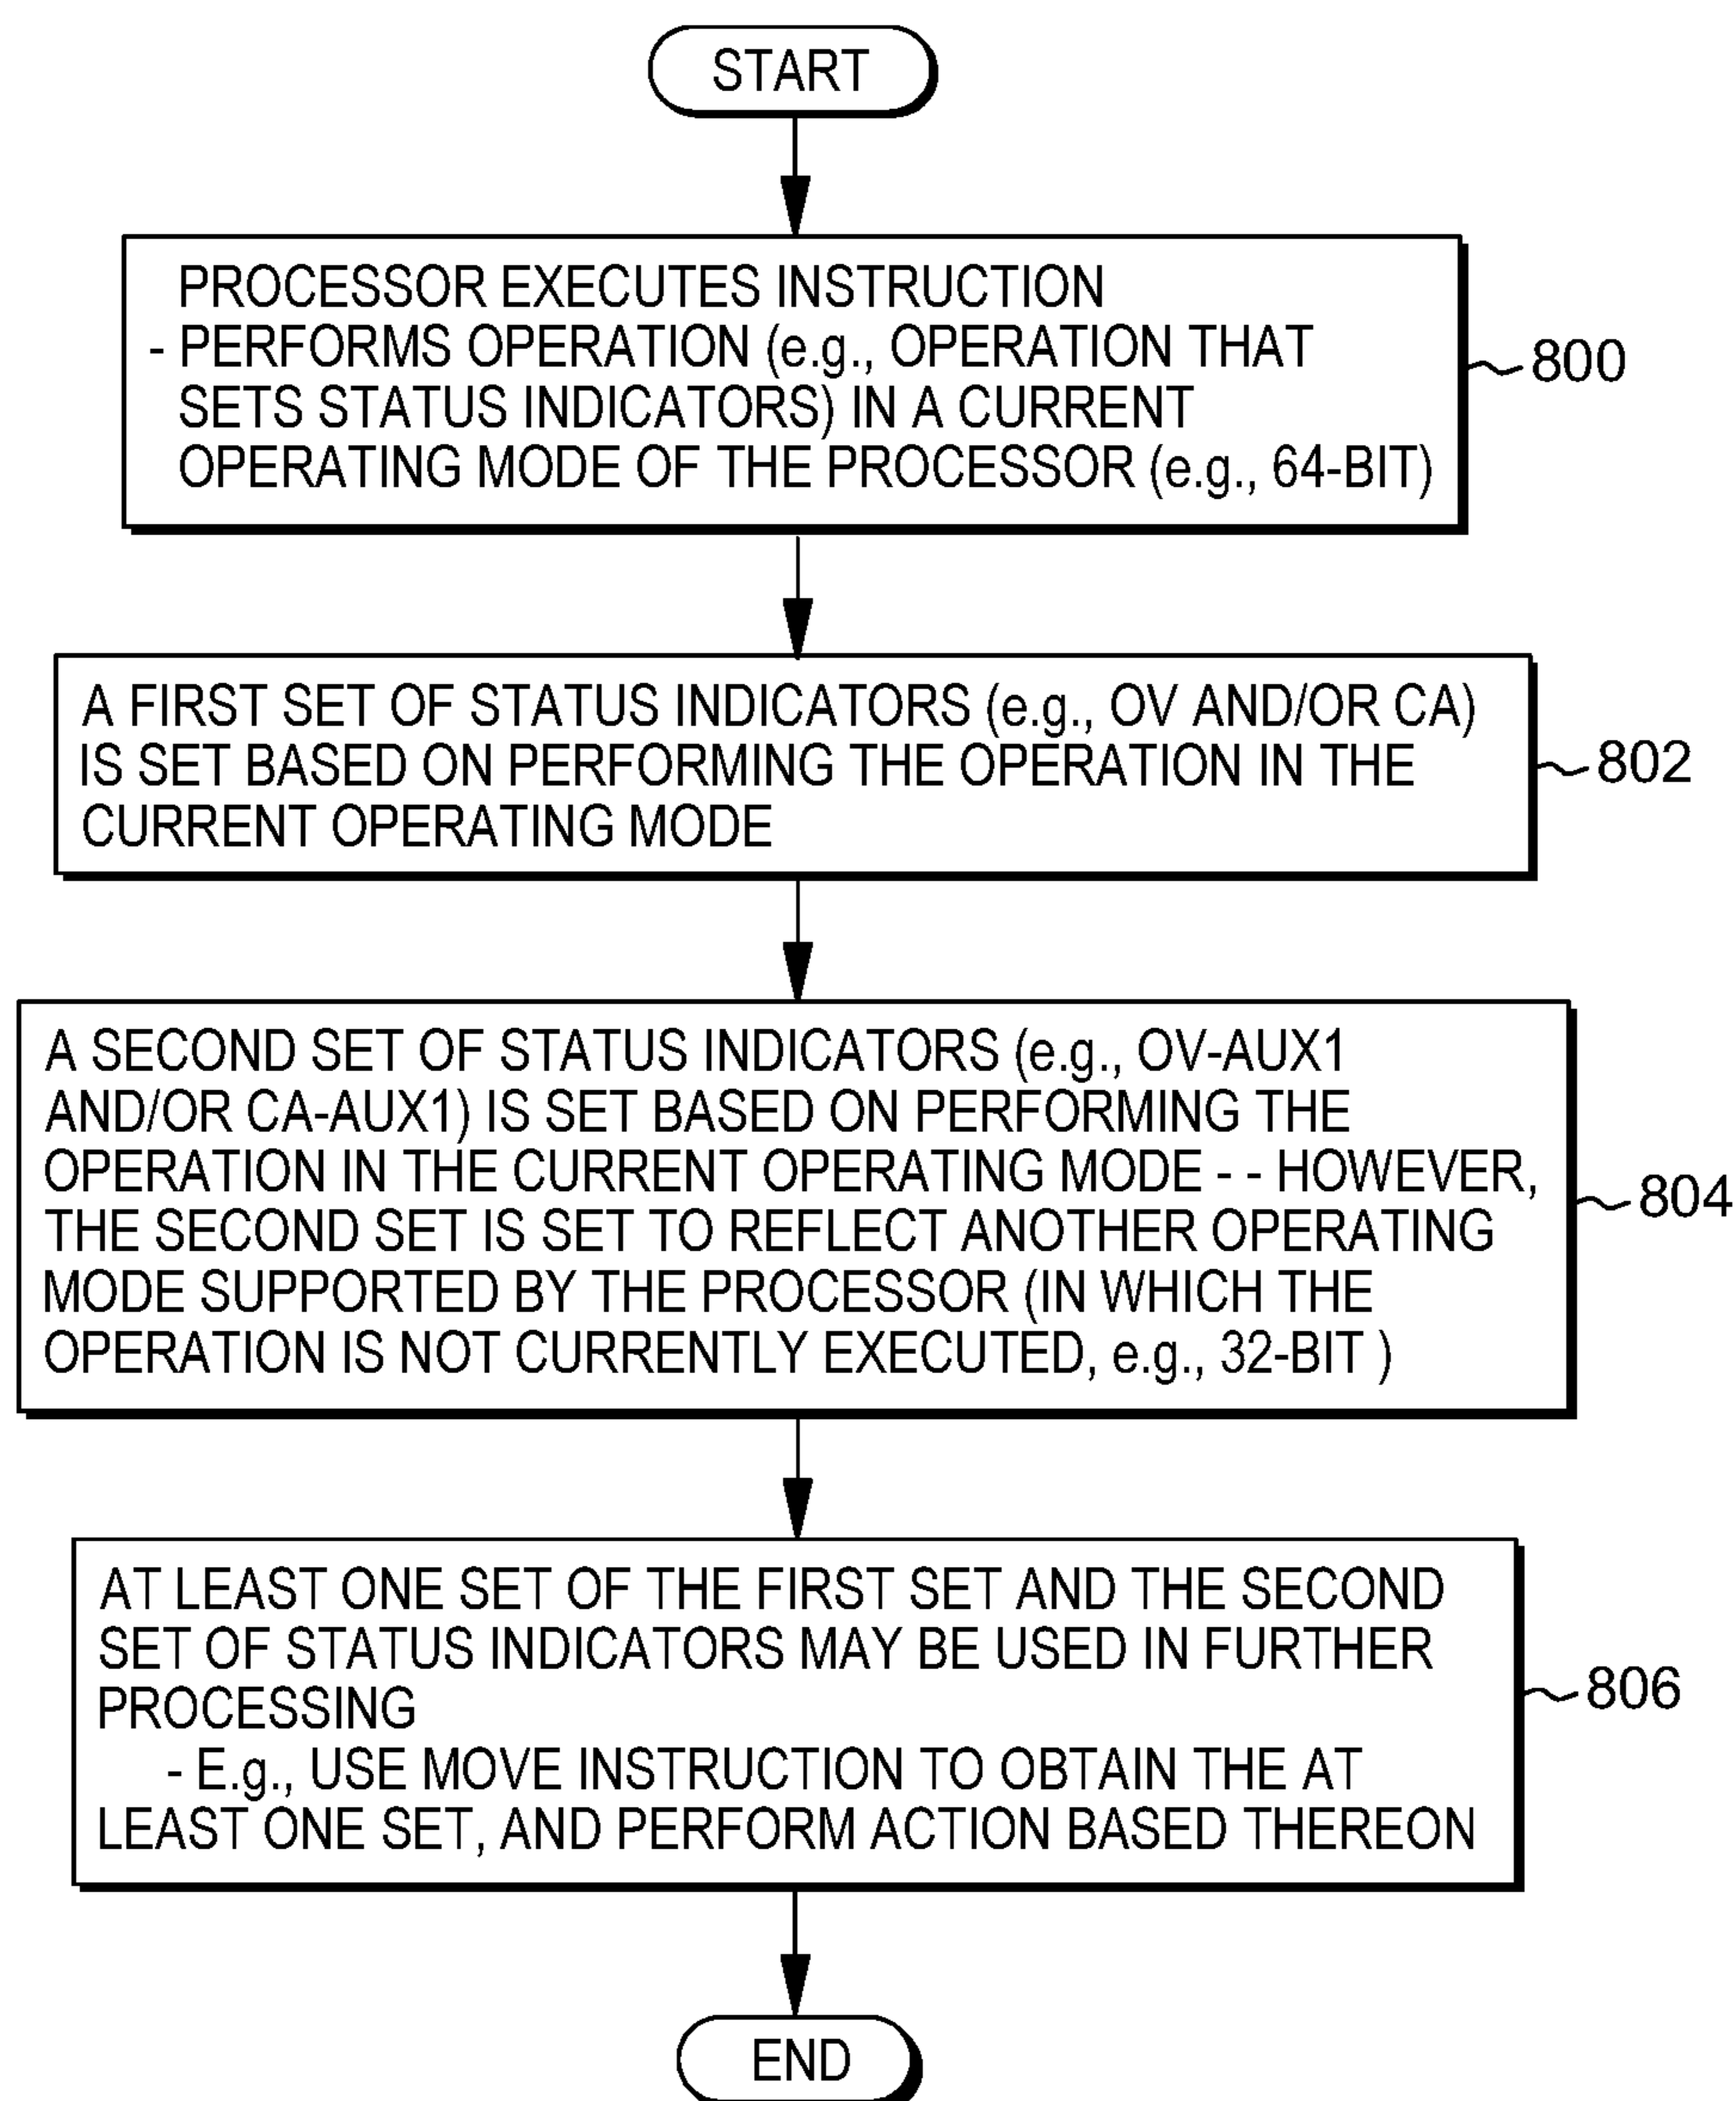 START
PROCESSOR EXECUTES INSTRUCTION
- PERFORMS OPERATION (e.g., OPERATION THAT
SETS STATUS INDICATORS) IN A CURRENT
OPERATING MODE OF THE PROCESSOR (e.g., 64-BIT)
800
A FIRST SET OF STATUS INDICATORS (e.g., OV AND/OR CA)
IS SET BASED ON PERFORMING THE OPERATION IN THE
CURRENT OPERATING MODE
802
A SECOND SET OF STATUS INDICATORS (e.g., OV-AUX1
AND/OR CA-AUX1) IS SET BASED ON PERFORMING THE
OPERATION IN THE CURRENT OPERATING MODE - - HOWEVER,
THE SECOND SET IS SET TO REFLECT ANOTHER OPERATING
MODE SUPPORTED BY THE PROCESSOR (IN WHICH THE
OPERATION IS NOT CURRENTLY EXECUTED, e.g., 32-BIT )
804
AT LEAST ONE SET OF THE FIRST SET AND THE SECOND
SET OF STATUS INDICATORS MAY BE USED IN FURTHER
PROCESSING
- E.g., USE MOVE INSTRUCTION TO OBTAIN THE AT
LEAST ONE SET, AND PERFORM ACTION BASED THEREON
806
END